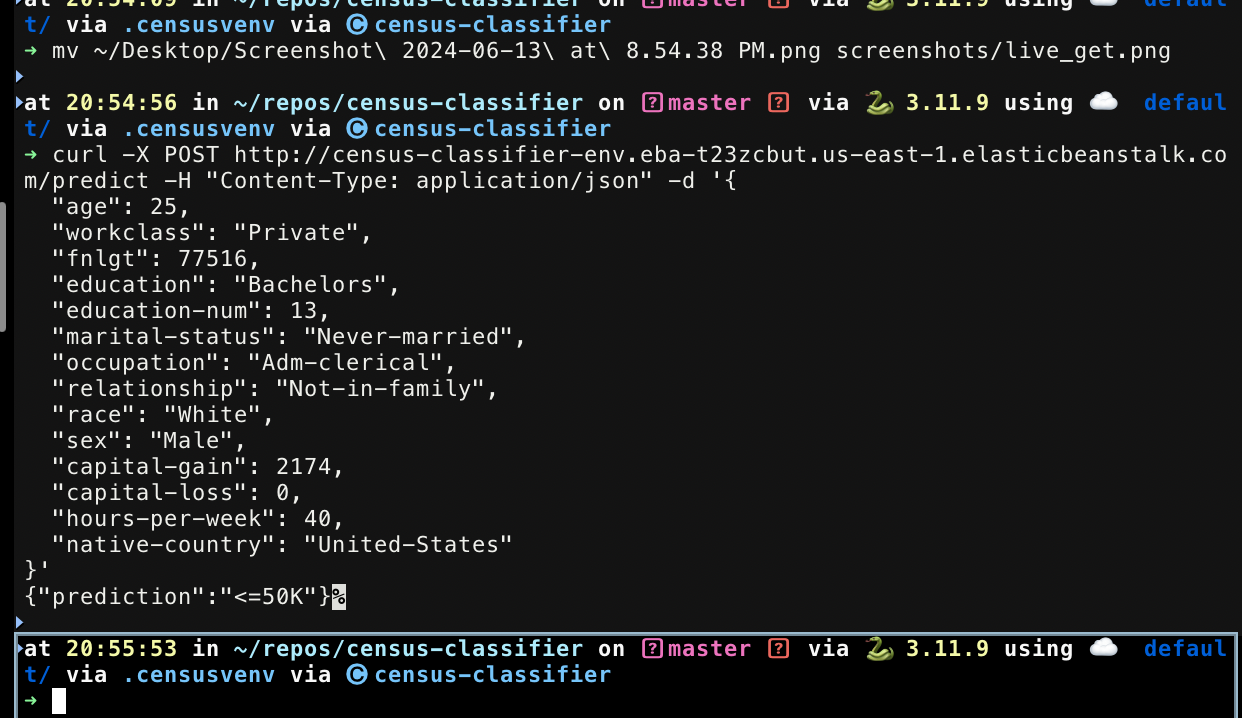 at 20:54:09 in ~/repos/census-classifier on master via 3.11.9 using defaul
t/ via .censusvenv via C census-classifier
→ mv ~/Desktop/Screenshot\ 2024-06-13\ at\ 8.54.38 PM.png screenshots/live_get.png
at 20:54:56 in ~/repos/census-classifier on ? master ? via 3.11.9 using defaul
t/ via .censusvenv via C census-classifier
→ curl -X POST http://census-classifier-env.eba-t23zcbut.us-east-1.elasticbeanstalk.co
m/predict -H "Content-Type: application/json" -d '{
"age": 25,
"workclass": "Private",
"fnlgt": 77516,
"education": "Bachelors",
"education-num": 13,
"marital-status": "Never-married",
"occupation": "Adm-clerical",
"relationship": "Not-in-family",
"race": "White",
"sex": "Male",
"capital-gain": 2174,
"capital-loss": 0,
"hours-per-week": 40,
"native-country": "United-States"
}'
{"prediction":"<=50K"}%
at 20:55:53 in ~/repos/census-classifier on ? master ? via 3.11.9 using defaul
t/ via .censusvenv via C census-classifier
→